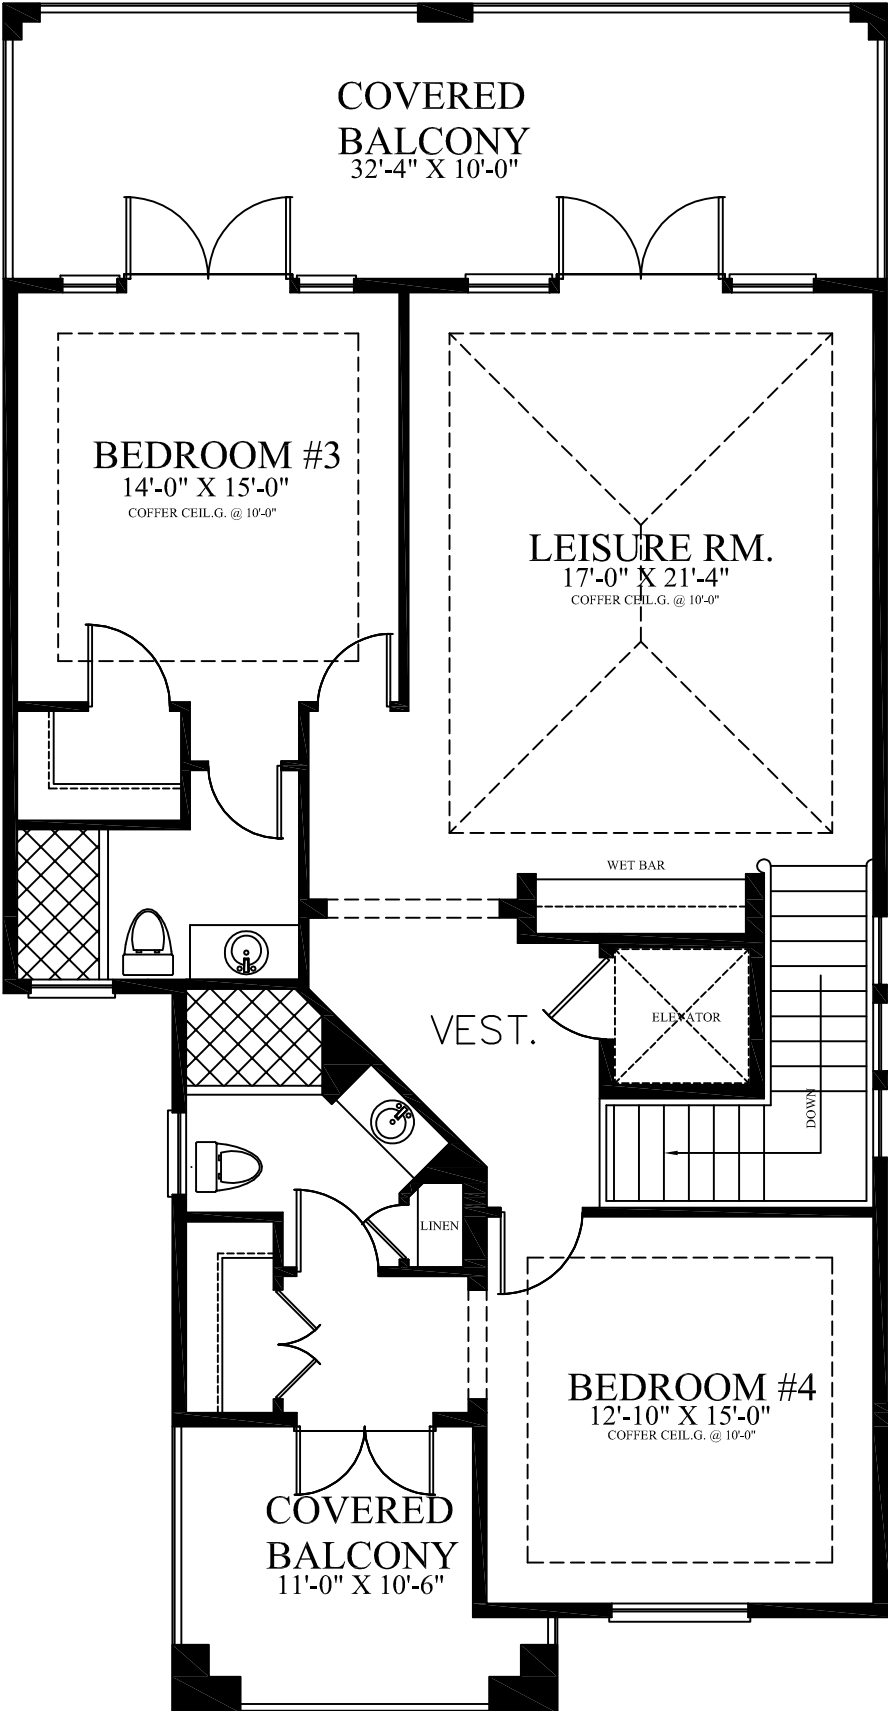 COVERED
BALCONY
32'-4" X 10'-0"
BEDROOM #3
14'-0" X 15'-0"
COFFER CEIL.G. @ 10'-0"
LEISURE RM.
17'-0" X 21'-4"
COFFER CEIL.G. @ 10'-0"
WET BAR
ELEVATOR
VEST.
DOWN
LINEN
BEDROOM #4
12'-10" X 15'-0"
COFFER CEIL.G. @ 10'-0"
COVERED
BALCONY
11'-0" X 10'-6"